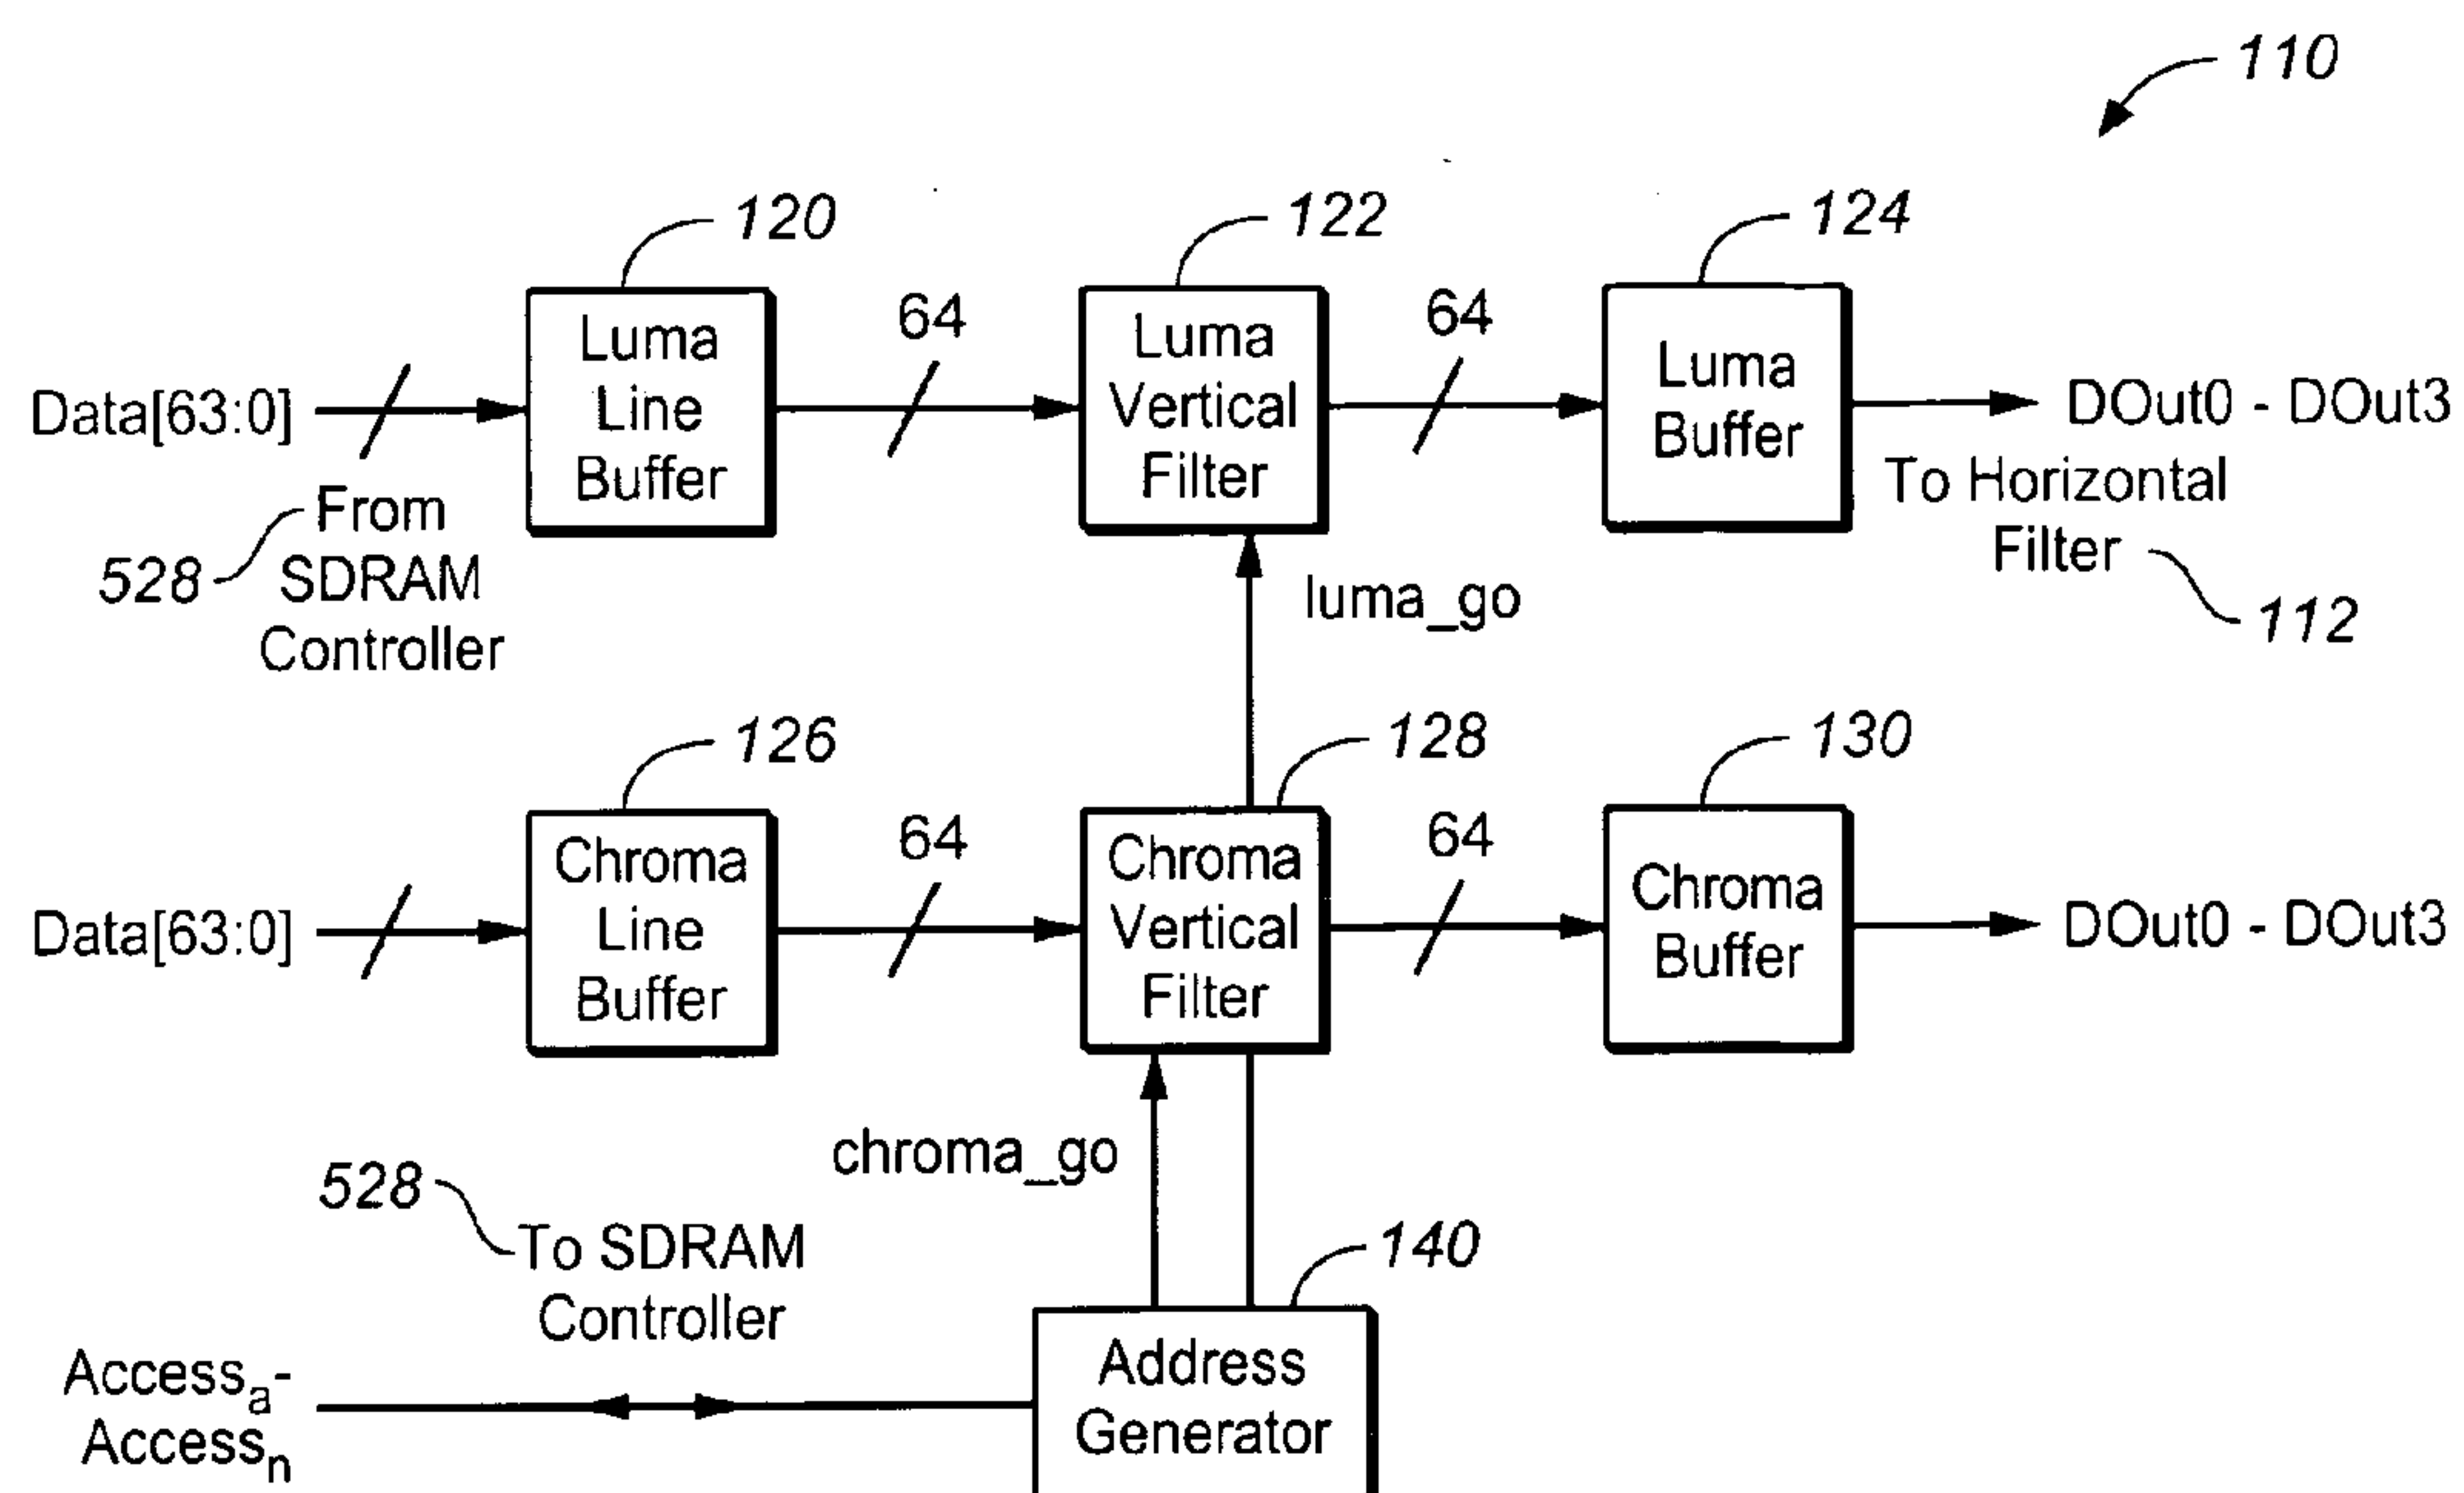 110
120
122
124
Data[63:0]
Luma
Line
Buffer
64
Luma
Vertical
Filter
64
Luma
Buffer
DOut0 - DOut3
To Horizontal
Filter
112
528
From
SDRAM
Controller
luma_go
126
128
130
Data[63:0]
Chroma
Line
Buffer
64
Chroma
Vertical
Filter
64
Chroma
Buffer
DOut0 - DOut3
chroma_go
528
To SDRAM
Controller
140
Accessa-
Accessn
Address
Generator